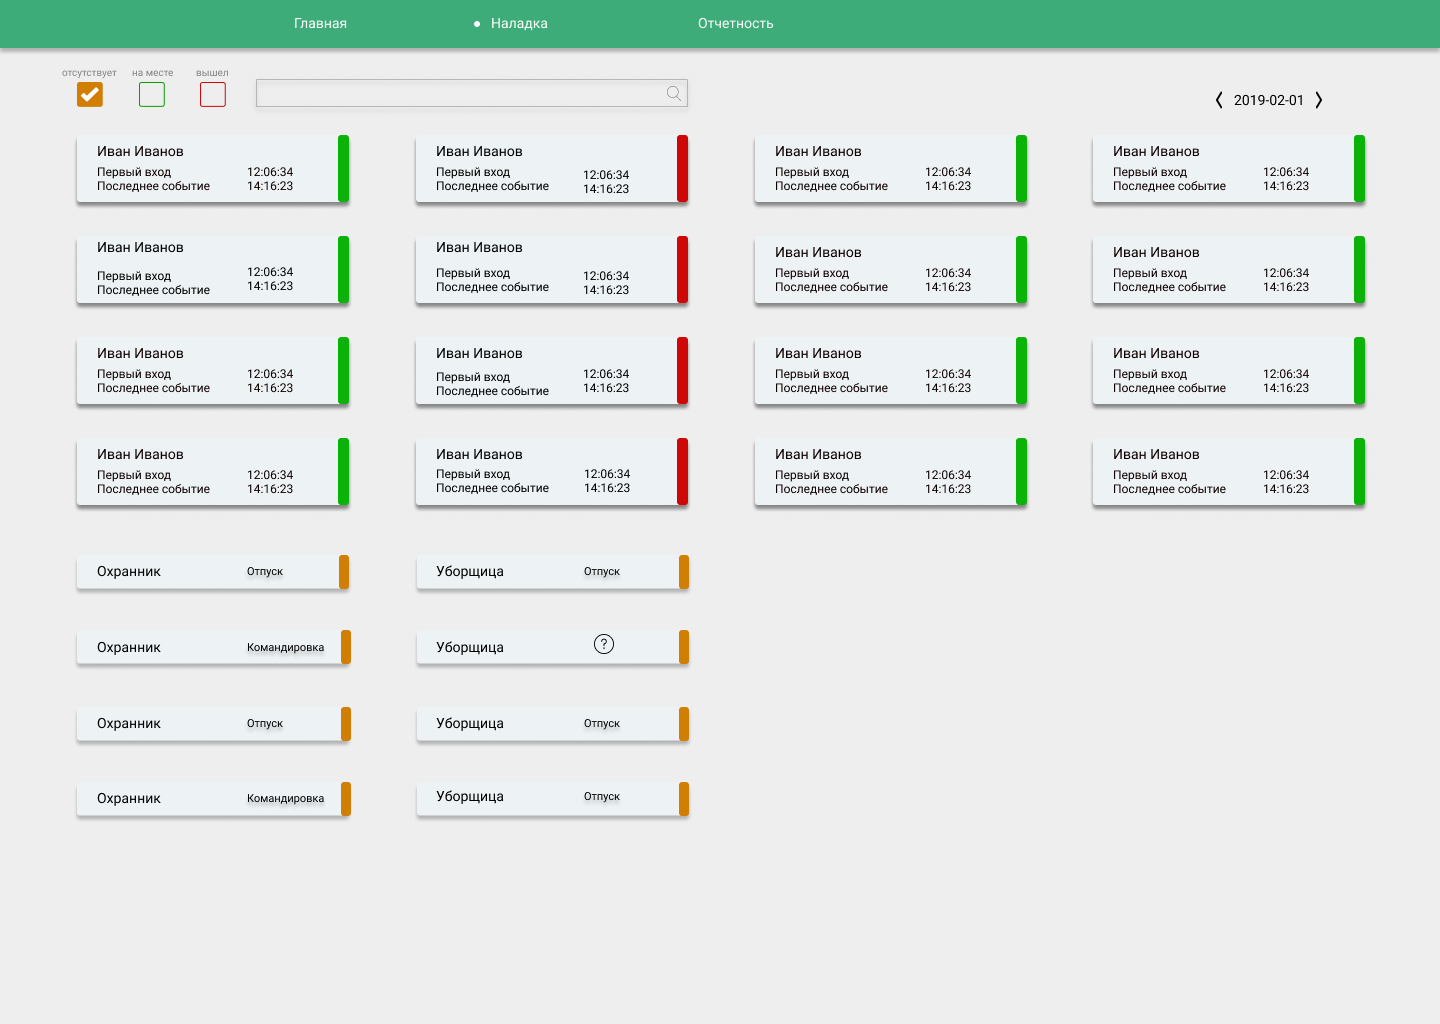 Главная
Наладка
Отчетность
отсутствует
на месте
вышел
2019-02-01
Иван Иванов
Первый вход 12:06:34
Последнее событие 14:16:23
Иван Иванов
Первый вход 12:06:34
Последнее событие 14:16:23
Иван Иванов
Первый вход 12:06:34
Последнее событие 14:16:23
Иван Иванов
Первый вход 12:06:34
Последнее событие 14:16:23
Иван Иванов
Первый вход 12:06:34
Последнее событие 14:16:23
Иван Иванов
Первый вход 12:06:34
Последнее событие 14:16:23
Иван Иванов
Первый вход 12:06:34
Последнее событие 14:16:23
Иван Иванов
Первый вход 12:06:34
Последнее событие 14:16:23
Иван Иванов
Первый вход 12:06:34
Последнее событие 14:16:23
Иван Иванов
Первый вход 12:06:34
Последнее событие 14:16:23
Иван Иванов
Первый вход 12:06:34
Последнее событие 14:16:23
Иван Иванов
Первый вход 12:06:34
Последнее событие 14:16:23
Иван Иванов
Первый вход 12:06:34
Последнее событие 14:16:23
Иван Иванов
Первый вход 12:06:34
Последнее событие 14:16:23
Иван Иванов
Первый вход 12:06:34
Последнее событие 14:16:23
Иван Иванов
Первый вход 12:06:34
Последнее событие 14:16:23
Охранник Отпуск
Уборщица Отпуск
Охранник Командировка
Уборщица ?
Охранник Отпуск
Уборщица Отпуск
Охранник Командировка
Уборщица Отпуск